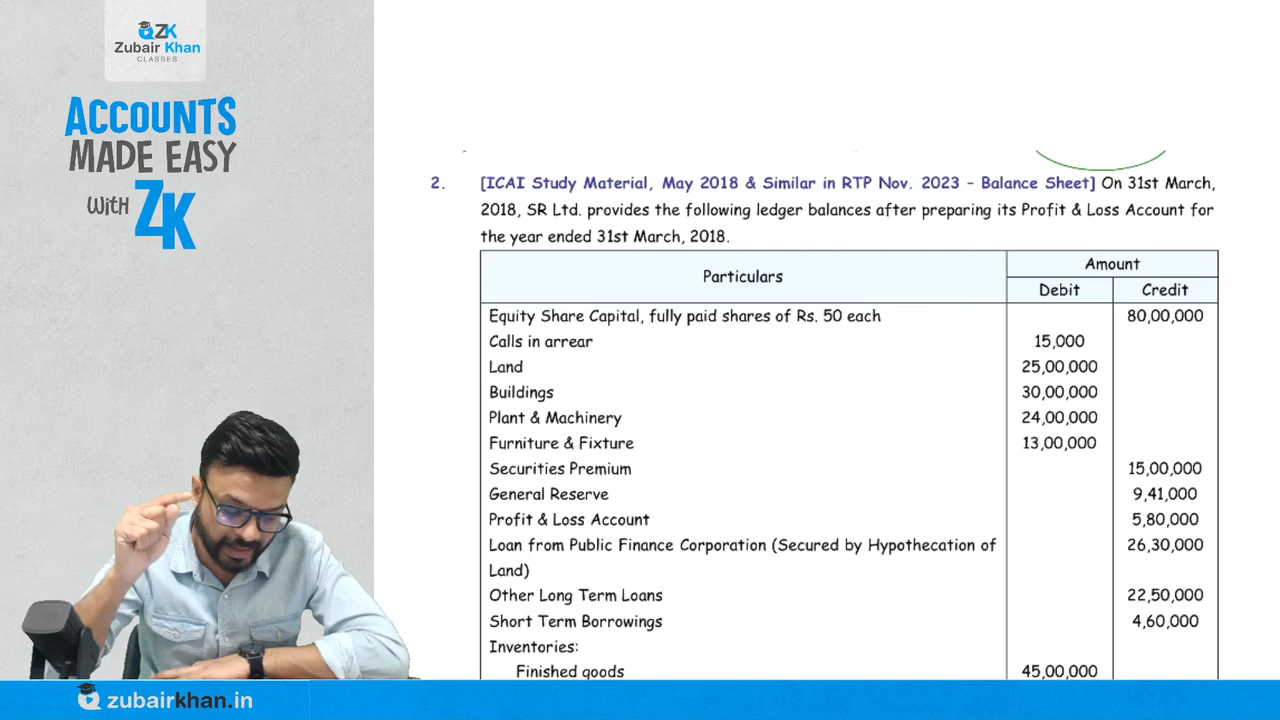 ZK
Zubair Khan
CLASSES
ACCOUNTS
MADE EASY
WITH ZK
2. [ICAI Study Material, May 2018 & Similar in RTP Nov. 2023 – Balance Sheet] On 31st March,
2018, SR Ltd. provides the following ledger balances after preparing its Profit & Loss Account for
the year ended 31st March, 2018.
Particulars Amount
Debit Credit
Equity Share Capital, fully paid shares of Rs. 50 each 80,00,000
Calls in arrear 15,000
Land 25,00,000
Buildings 30,00,000
Plant & Machinery 24,00,000
Furniture & Fixture 13,00,000
Securities Premium 15,00,000
General Reserve 9,41,000
Profit & Loss Account 5,80,000
Loan from Public Finance Corporation (Secured by Hypothecation of 26,30,000
Land)
Other Long Term Loans 22,50,000
Short Term Borrowings 4,60,000
Inventories:
Finished goods 45,00,000
zubairkhan.in